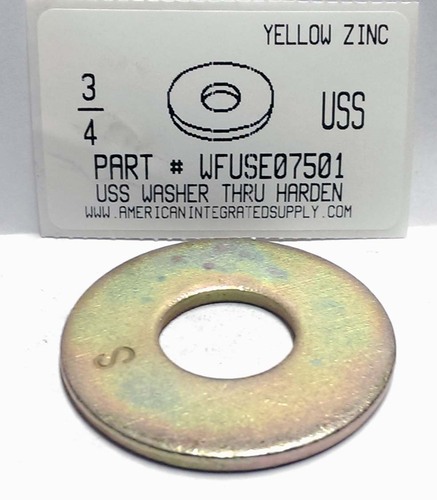 YELLOW ZINC
3/4
USS
PART # WFUSE07501
USS WASHER THRU HARDEN
WWW.AMERICANINTEGRATEDSUPPLY.COM
S